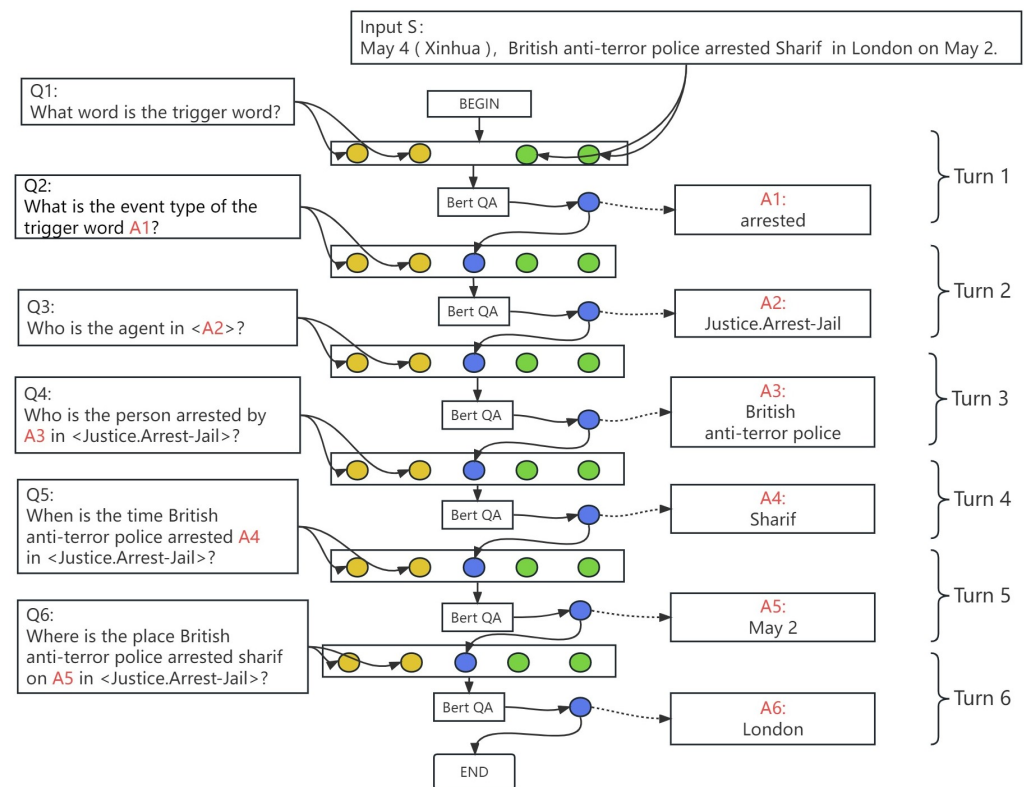 Input S:
May 4 ( Xinhua ), British anti-terror police arrested Sharif in London on May 2.
Q1:
What word is the trigger word?
BEGIN
Turn 1
Bert QA
A1:
arrested
Q2:
What is the event type of the
trigger word A1?
Turn 2
Bert QA
A2:
Justice.Arrest-Jail
Q3:
Who is the agent in <A2>?
Turn 3
Bert QA
A3:
British
anti-terror police
Q4:
Who is the person arrested by
A3 in <Justice.Arrest-Jail>?
Turn 4
Bert QA
A4:
Sharif
Q5:
When is the time British
anti-terror police arrested A4
in <Justice.Arrest-Jail>?
Turn 5
Bert QA
A5:
May 2
Q6:
Where is the place British
anti-terror police arrested sharif
on A5 in <Justice.Arrest-Jail>?
Turn 6
Bert QA
A6:
London
END